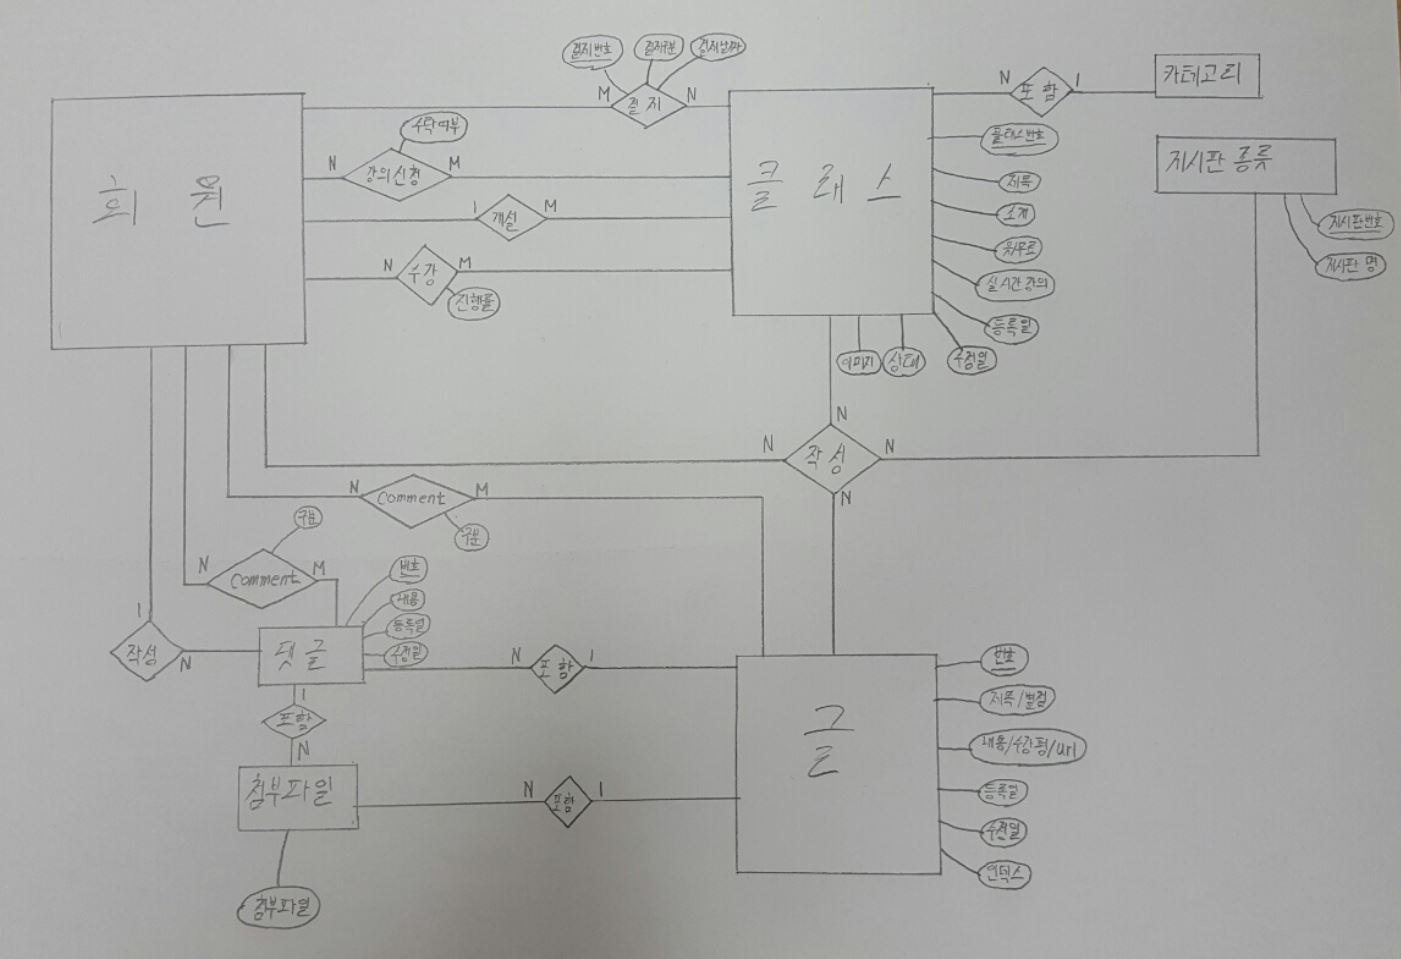 결제번호
결제구분
결제날짜
M
결제
N
N
포함
1
카테고리
회원
클래스
수락여부
N
강의신청
M
클래스번호
게시판 종류
제목
게시판번호
게시판 명
1
개설
M
소개
유/무료
N
수강
M
진행률
실시간 강의
등록일
수정일
이미지
상태
N
N
작성
N
N
N
Comment
M
구분
구분
N
Comment
M
번호
내용
등록일
수정일
1
작성
N
댓글
N
포함
1
1
포함
N
첨부파일
N
포함
1
첨부파일
글
번호
제목/별점
내용/수강평/url
등록일
수정일
인덱스